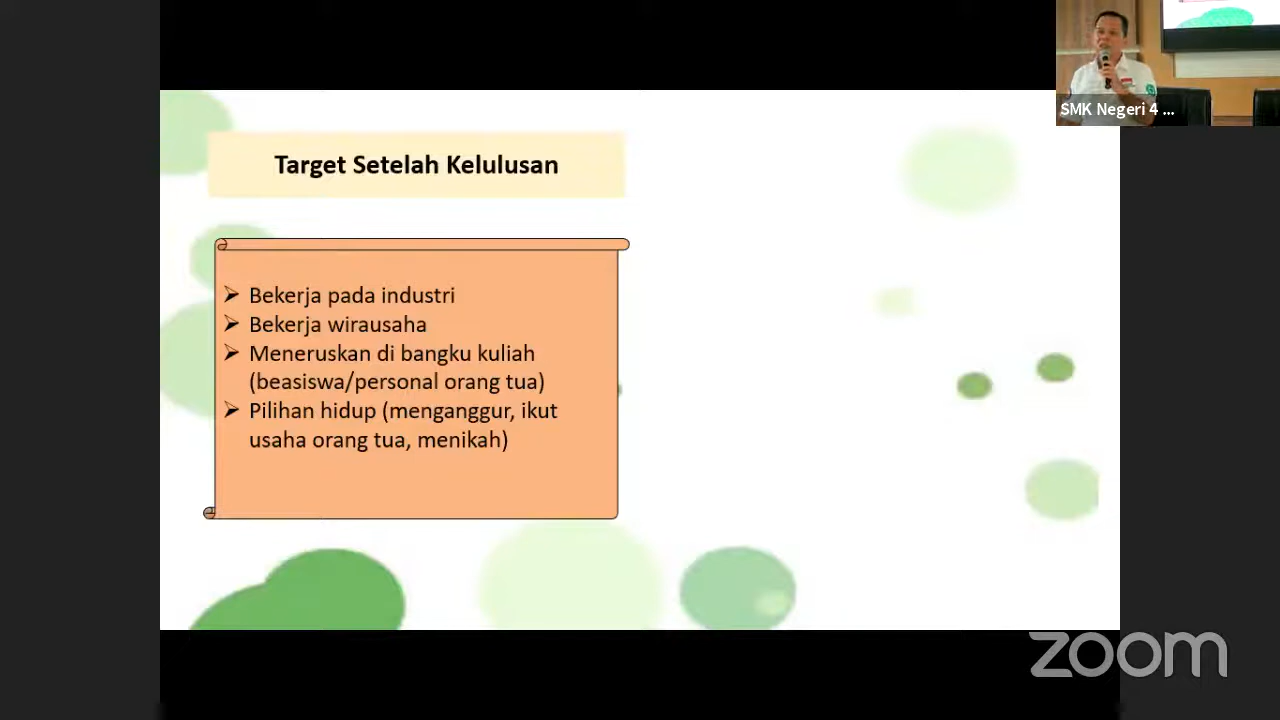 SMK Negeri 4 ...
Target Setelah Kelulusan
➢ Bekerja pada industri
➢ Bekerja wirausaha
➢ Meneruskan di bangku kuliah
(beasiswa/personal orang tua)
➢ Pilihan hidup (menganggur, ikut
usaha orang tua, menikah)
zoom